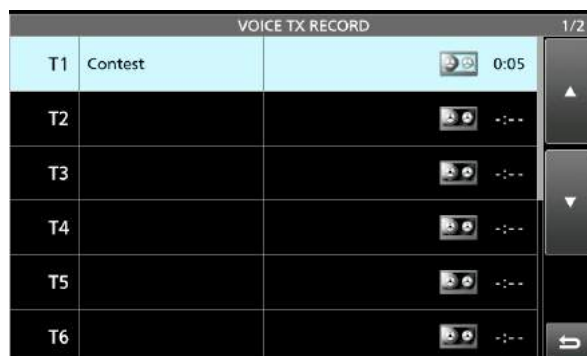 VOICE TX RECORD 1/2
T1 Contest 0:05
T2 -:--
T3 -:--
T4 -:--
T5 -:--
T6 -:--